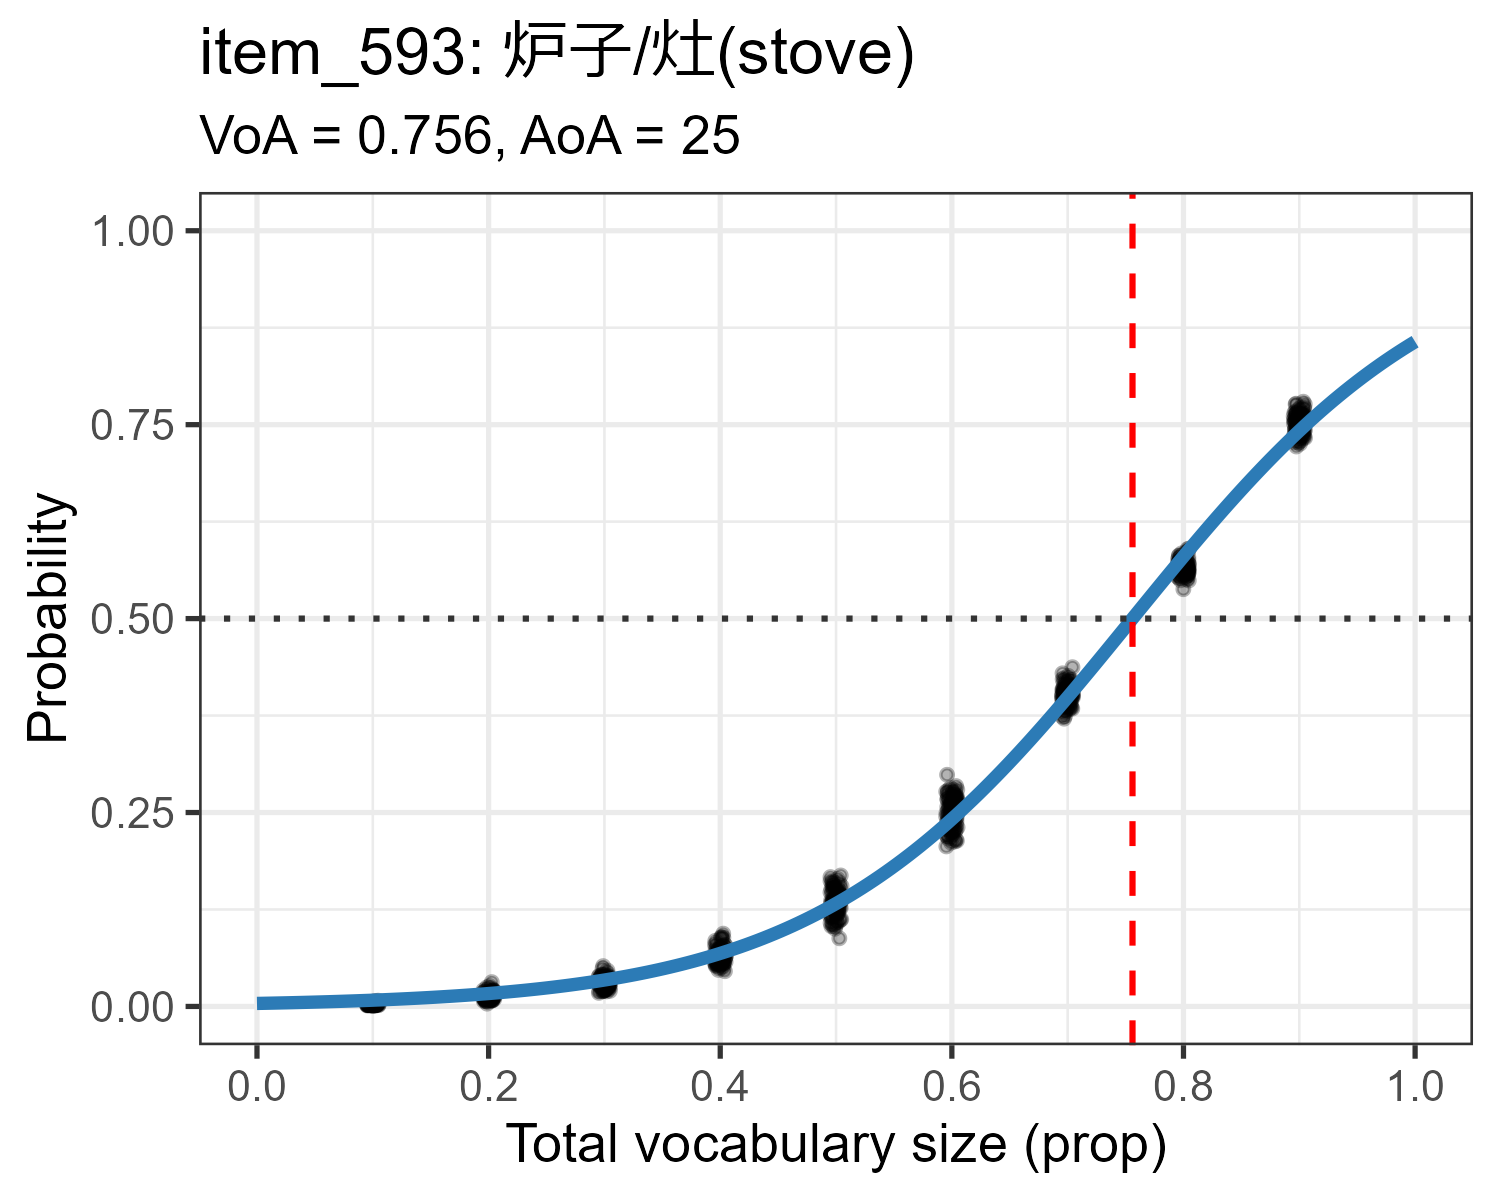 item_593: 炉子/灶(stove)
VoA = 0.756, AoA = 25
1.00
0.75
0.50
0.25
0.00
Probability
0.0 0.2 0.4 0.6 0.8 1.0
Total vocabulary size (prop)